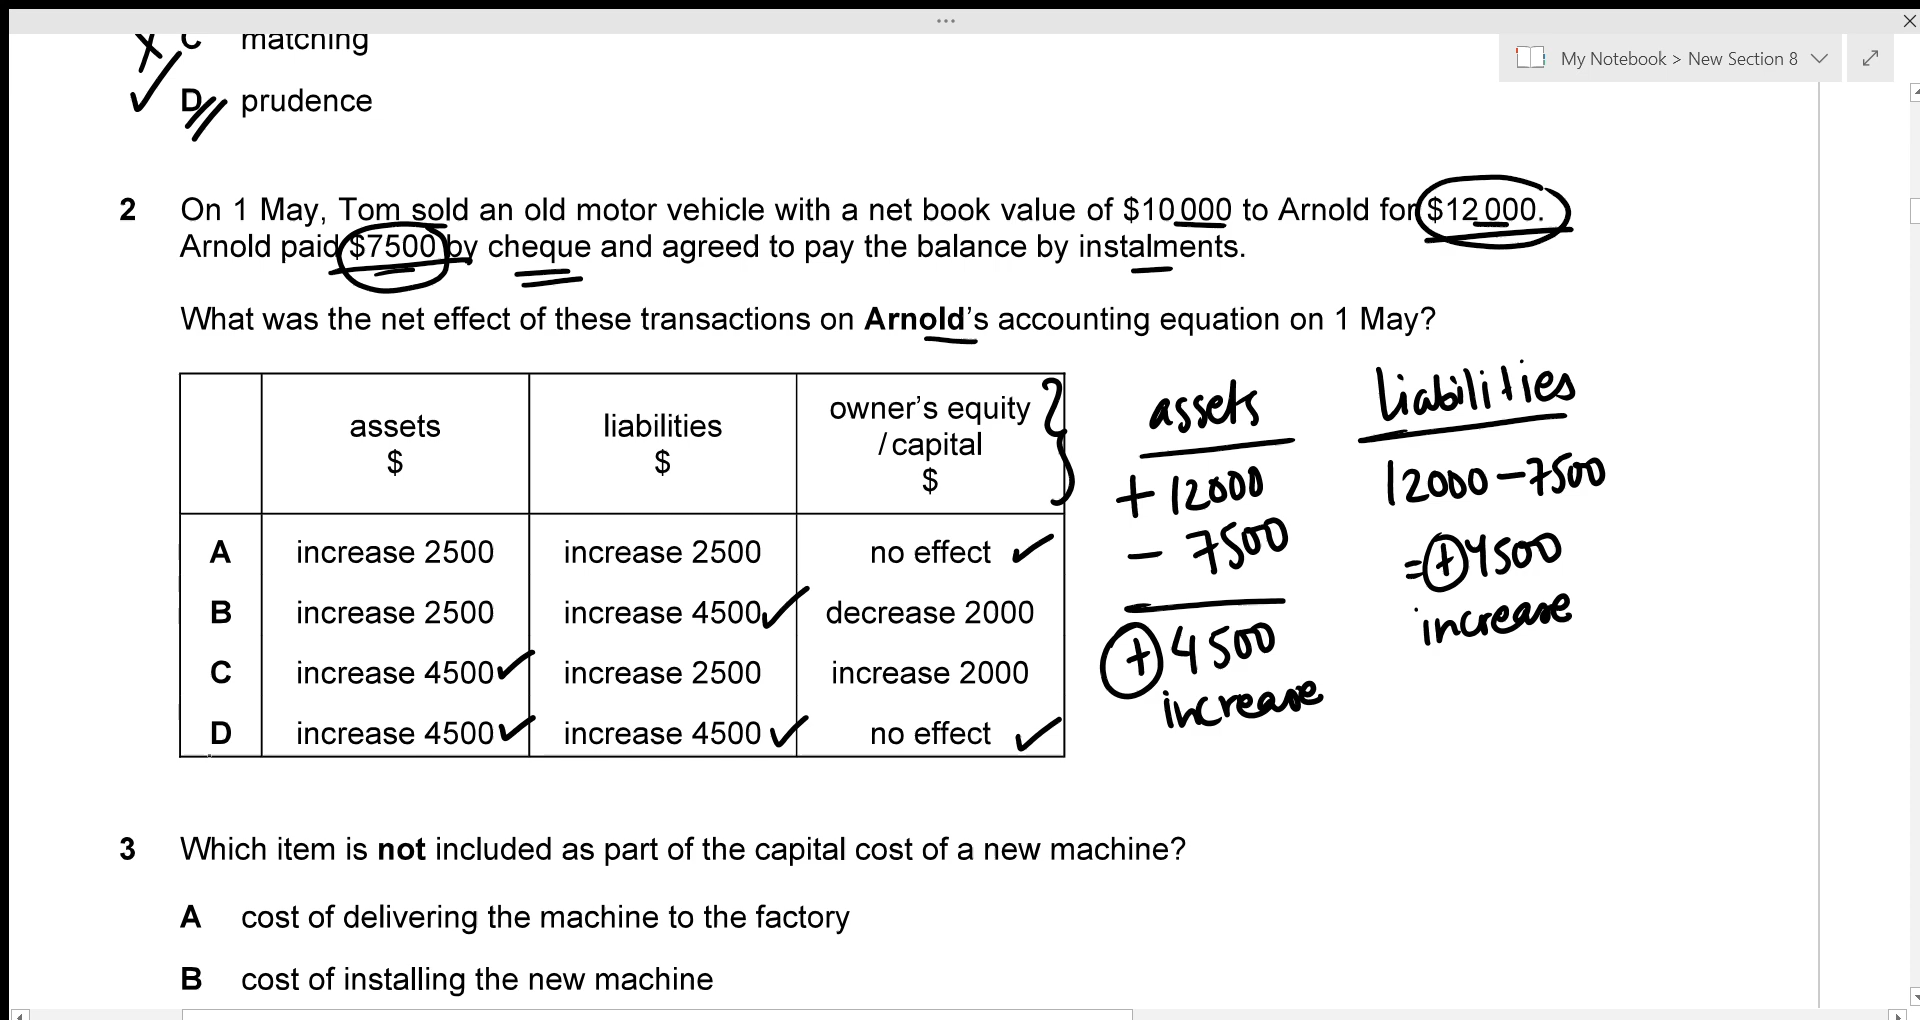 C matching
My Notebook > New Section 8
D prudence
2 On 1 May, Tom sold an old motor vehicle with a net book value of $10 000 to Arnold for $12 000.
Arnold paid $7500 by cheque and agreed to pay the balance by instalments.
What was the net effect of these transactions on Arnold's accounting equation on 1 May?
assets
$
liabilities
$
owner's equity
/ capital
$
A increase 2500 increase 2500 no effect
B increase 2500 increase 4500 decrease 2000
C increase 4500 increase 2500 increase 2000
D increase 4500 increase 4500 no effect
assets
+ 12000
- 7500
+ 4500
increase
Liabilities
12000 - 7500
= + 4500
increase
3 Which item is not included as part of the capital cost of a new machine?
A cost of delivering the machine to the factory
B cost of installing the new machine